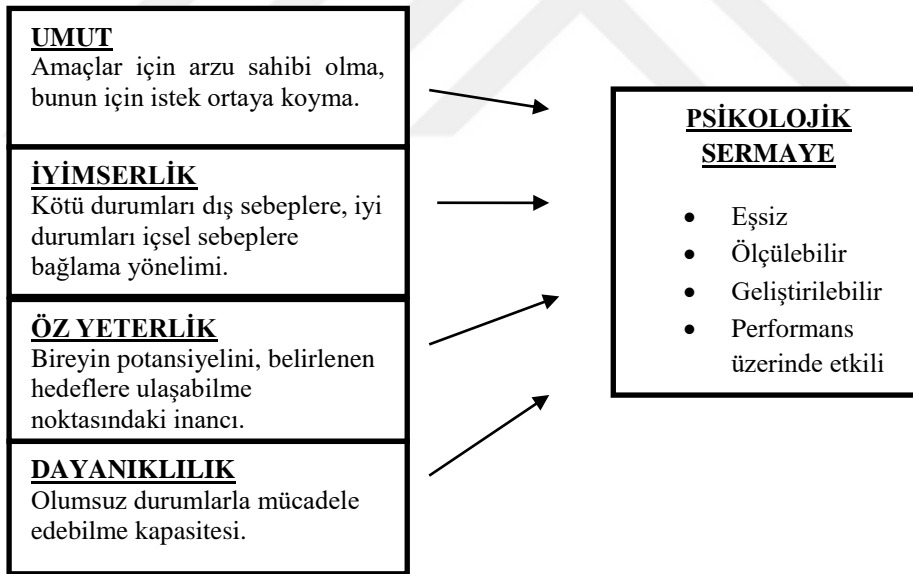 UMUT
Amaçlar için arzu sahibi olma,
bunun için istek ortaya koyma.
İYİMSERLİK
Kötü durumları dış sebeplere, iyi
durumları içsel sebeplere
bağlama yönelimi.
ÖZ YETERLİK
Bireyin potansiyelini, belirlenen
hedeflere ulaşabilme
noktasındaki inancı.
DAYANIKLILIK
Olumsuz durumlarla mücadele
edebilme kapasitesi.
PSİKOLOJİK
SERMAYE
• Eşsiz
• Ölçülebilir
• Geliştirilebilir
• Performans
üzerinde etkili